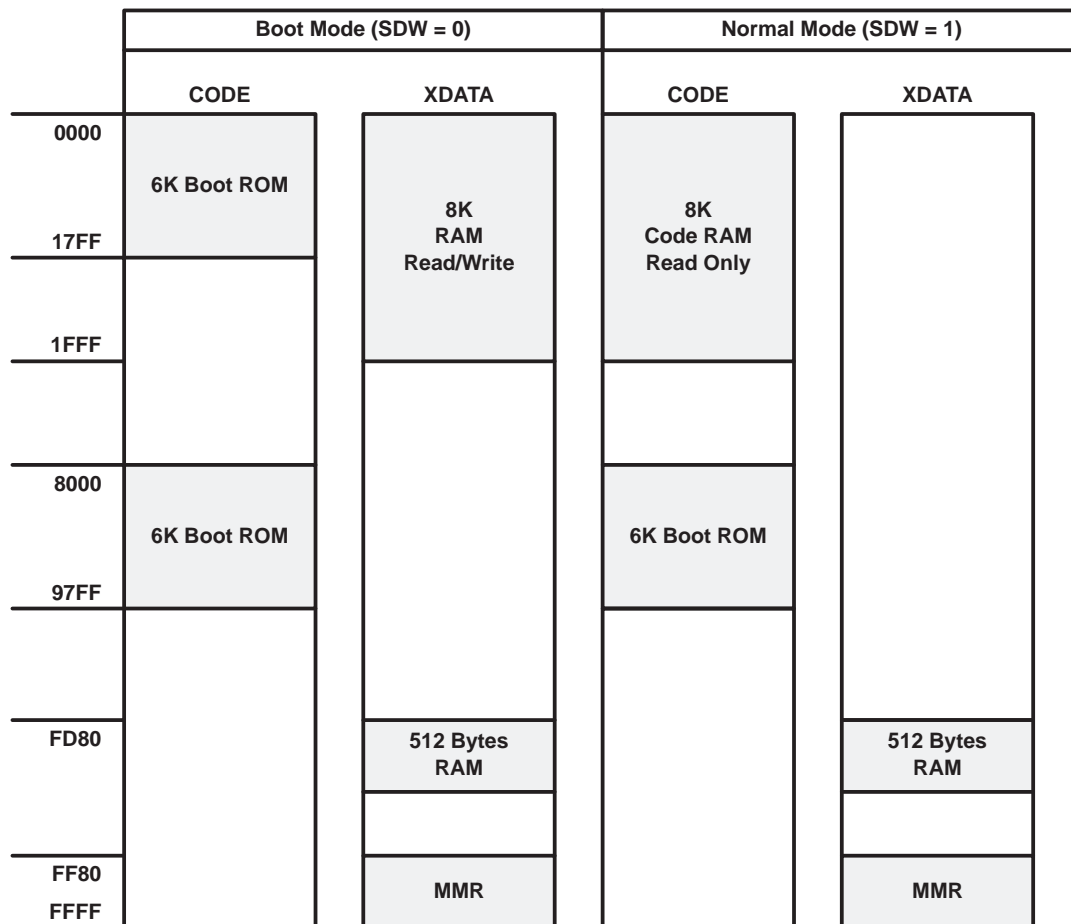 Boot Mode (SDW = 0)
Normal Mode (SDW = 1)
CODE
XDATA
CODE
XDATA
0000
6K Boot ROM
17FF
8K
RAM
Read/Write
8K
Code RAM
Read Only
1FFF
8000
6K Boot ROM
6K Boot ROM
97FF
FD80
512 Bytes
RAM
512 Bytes
RAM
FF80
FFFF
MMR
MMR